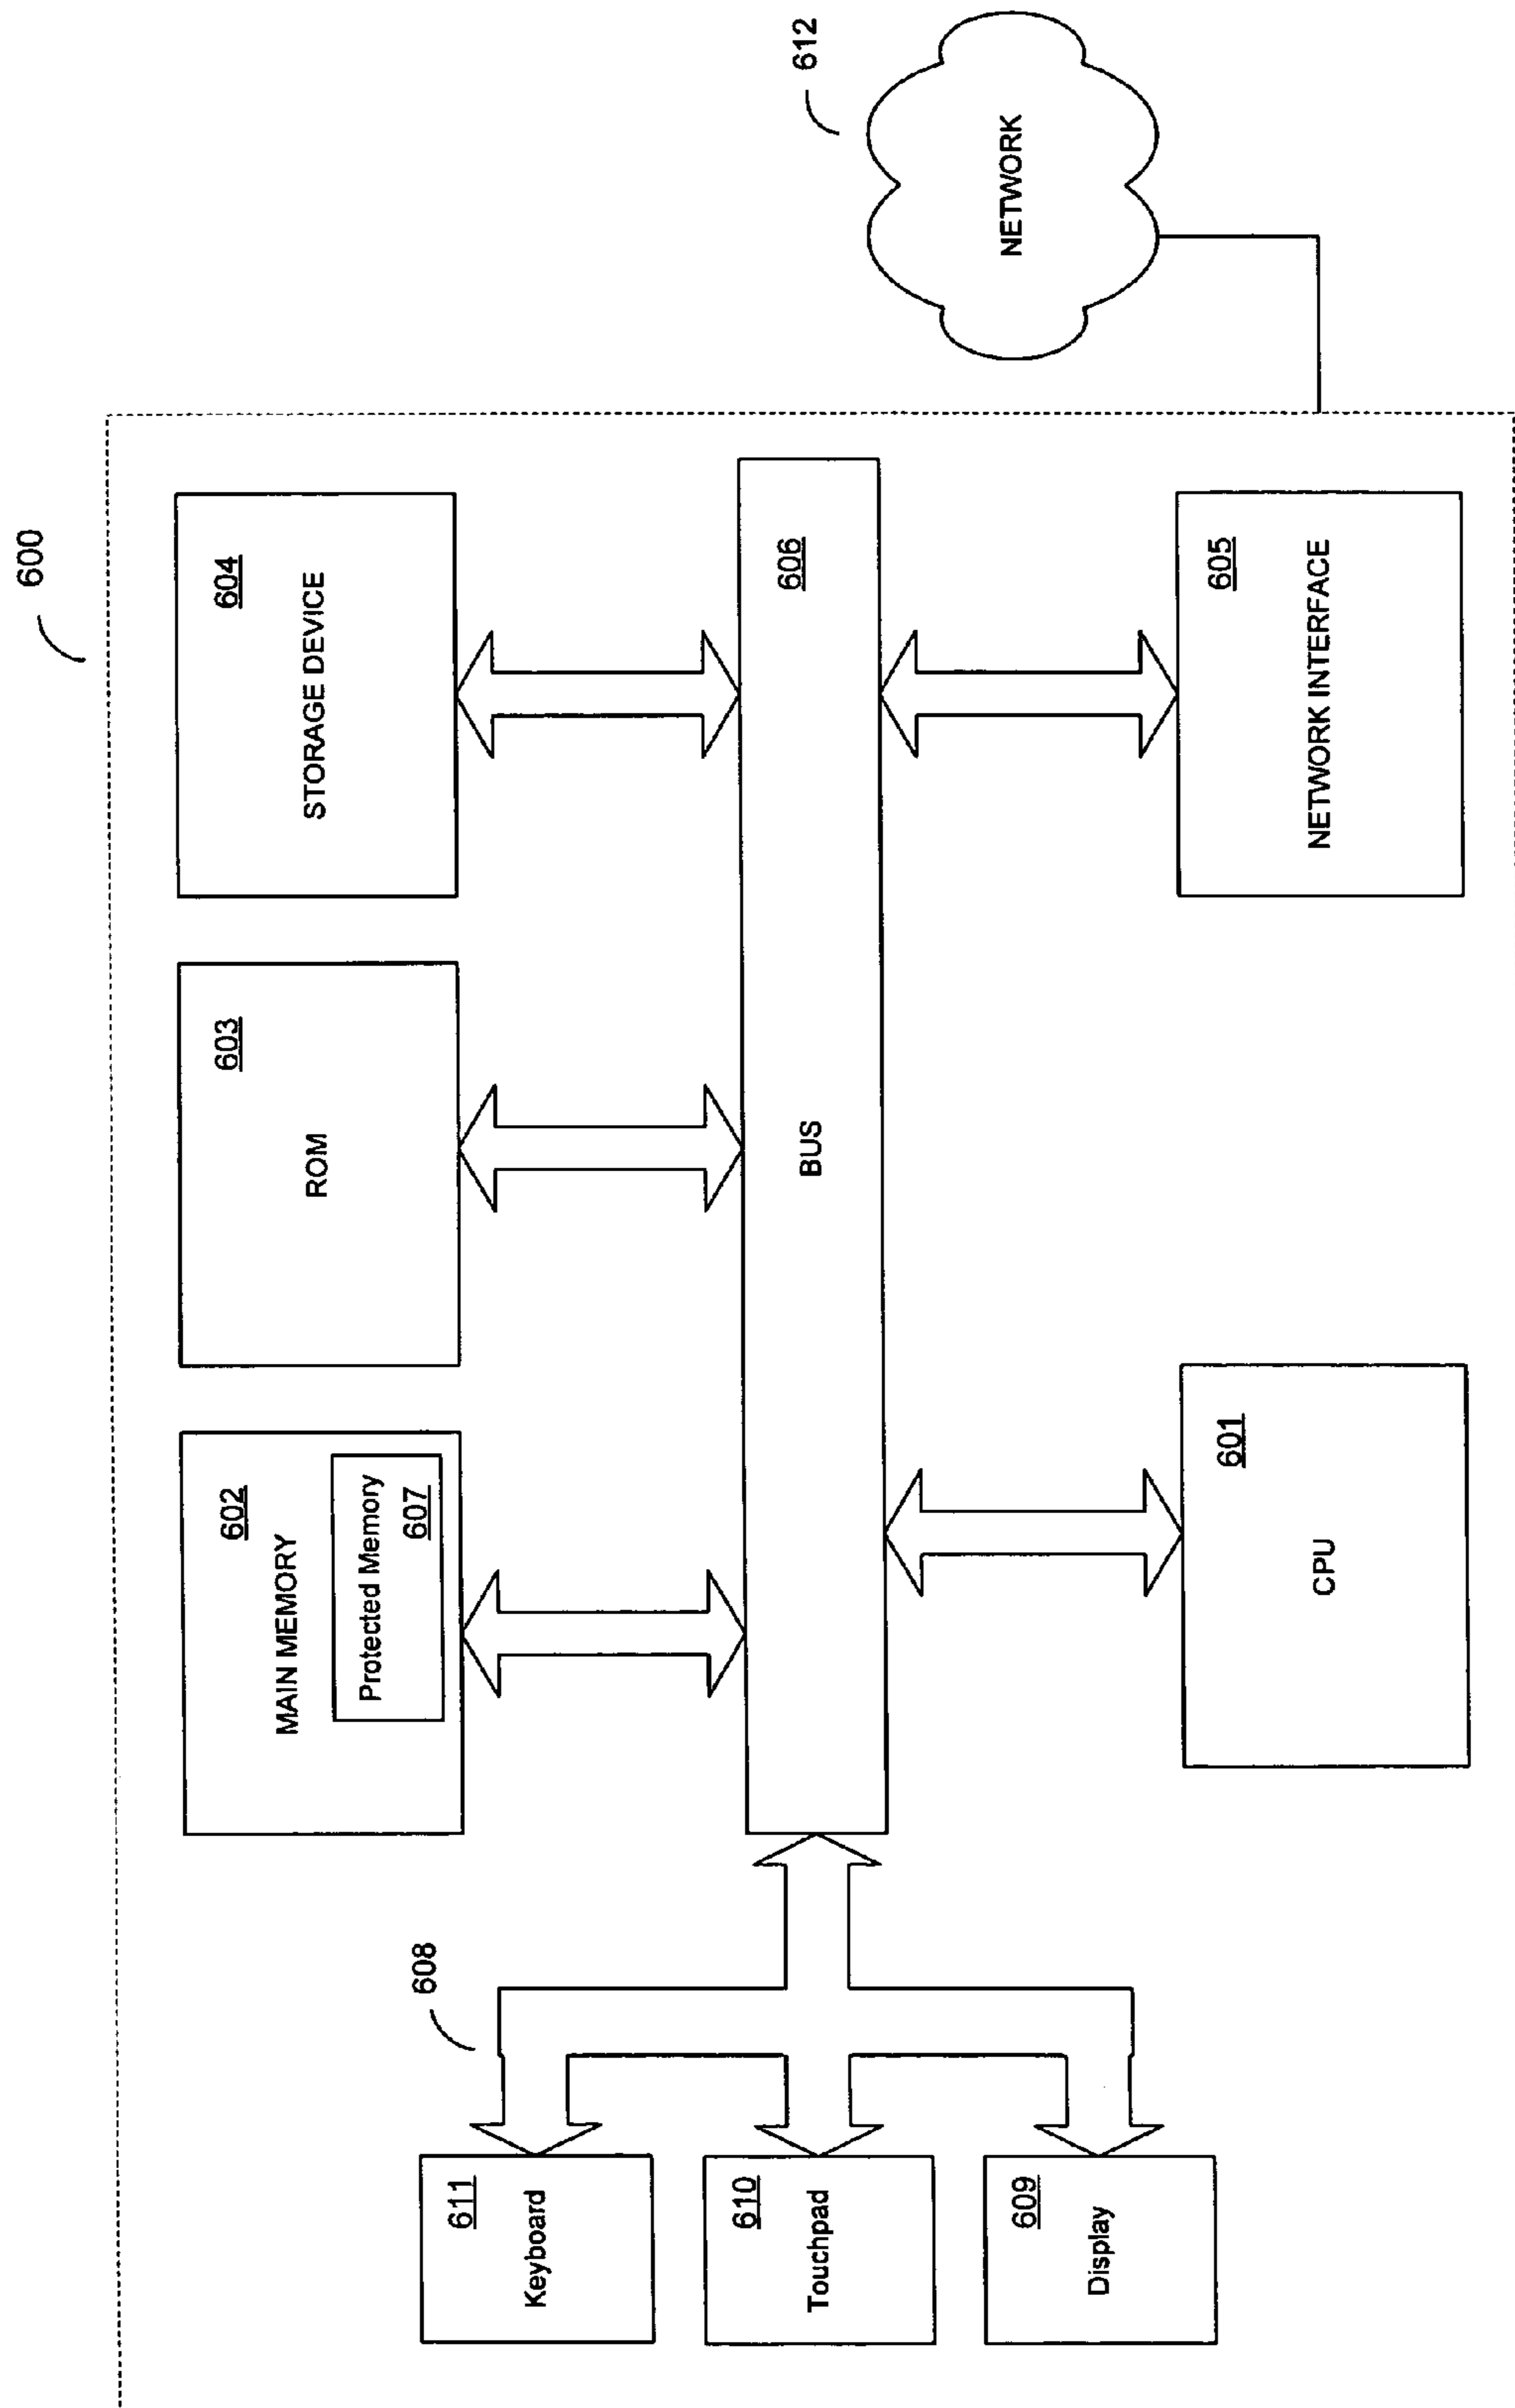 600
612
NETWORK
604
STORAGE DEVICE
603
ROM
602
MAIN MEMORY
Protected Memory
607
606
BUS
605
NETWORK INTERFACE
601
CPU
608
611
Keyboard
610
Touchpad
609
Display